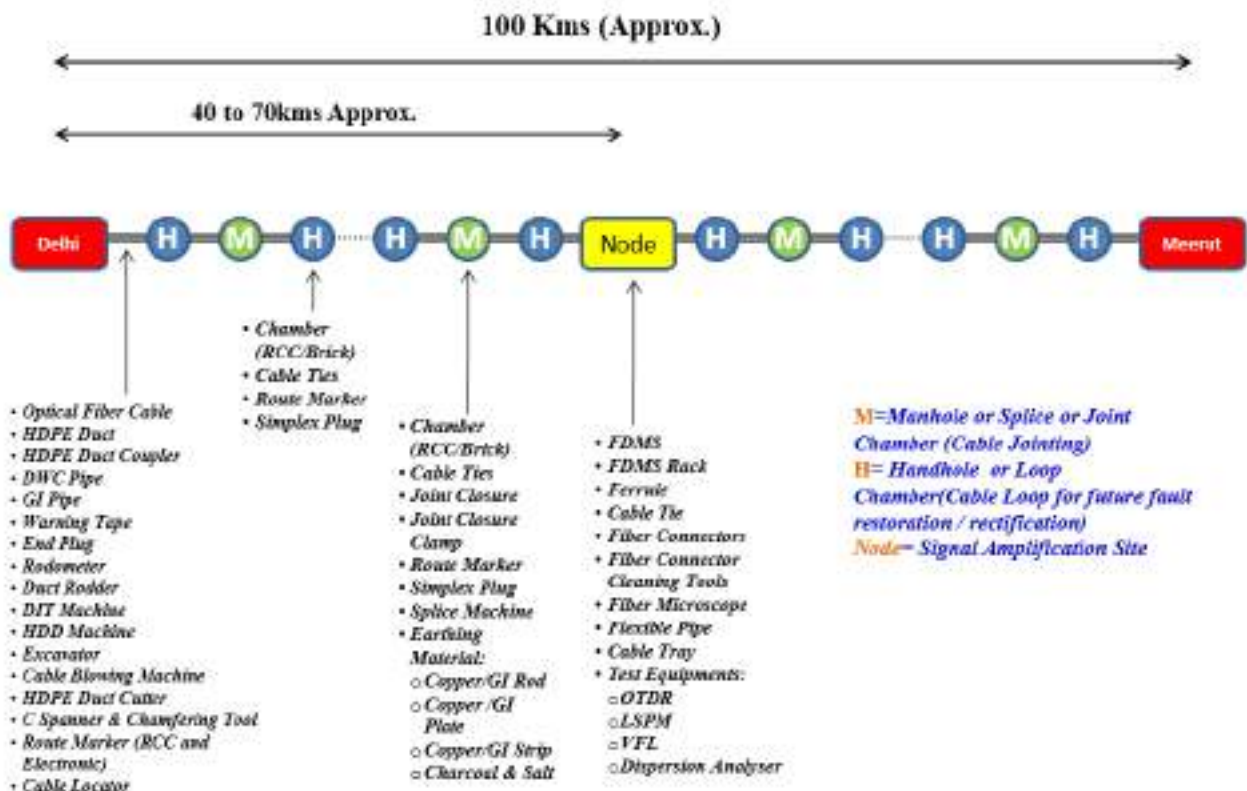 100 Kms (Approx.)
40 to 70kms Approx.
Delhi
H
M
H
H
M
H
Node
H
M
H
H
M
H
Meerut
• Optical Fiber Cable
• HDPE Duct
• HDPE Duct Coupler
• DWC Pipe
• GI Pipe
• Warning Tape
• End Plug
• Rodometer
• Duct Rodder
• DIT Machine
• HDD Machine
• Excavator
• Cable Blowing Machine
• HDPE Duct Cutter
• C Spanner & Chamfering Tool
• Route Marker (RCC and
Electronic)
• Cable Locator
• Chamber
(RCC/Brick)
• Cable Ties
• Route Marker
• Simplex Plug
• Chamber
(RCC/Brick)
• Cable Ties
• Joint Closure
• Joint Closure
Clamp
• Route Marker
• Simplex Plug
• Splice Machine
• Earthing
Material:
o Copper/GI Rod
o Copper /GI
Plate
o Copper/GI Strip
o Charcoal & Salt
• FDMS
• FDMS Rack
• Ferrule
• Cable Tie
• Fiber Connectors
• Fiber Connector
Cleaning Tools
• Fiber Microscope
• Flexible Pipe
• Cable Tray
• Test Equipments:
o OTDR
o LSPM
o VFL
o Dispersion Analyser
M=Manhole or Splice or Joint
Chamber (Cable Jointing)
H= Handhole or Loop
Chamber(Cable Loop for future fault
restoration / rectification)
Node= Signal Amplification Site